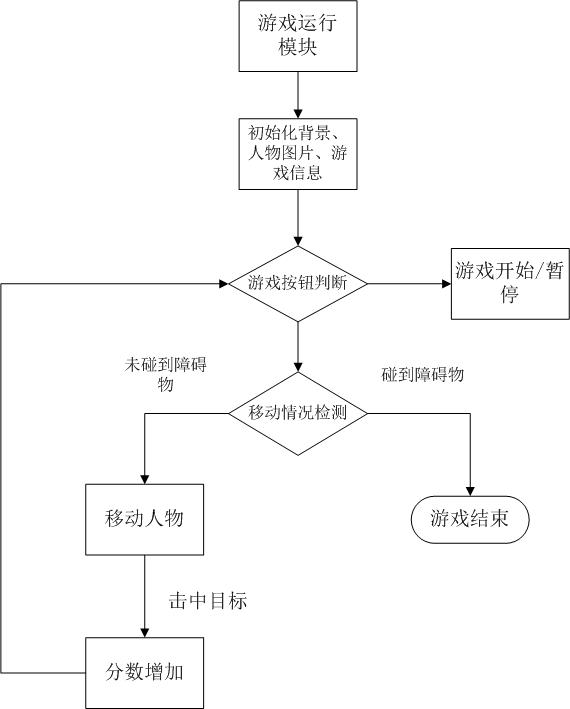 游戏运行
模块
初始化背景、
人物图片、游
戏信息
游戏按钮判断
游戏开始/暂
停
未碰到障碍
物
碰到障碍物
移动情况检测
移动人物
游戏结束
击中目标
分数增加